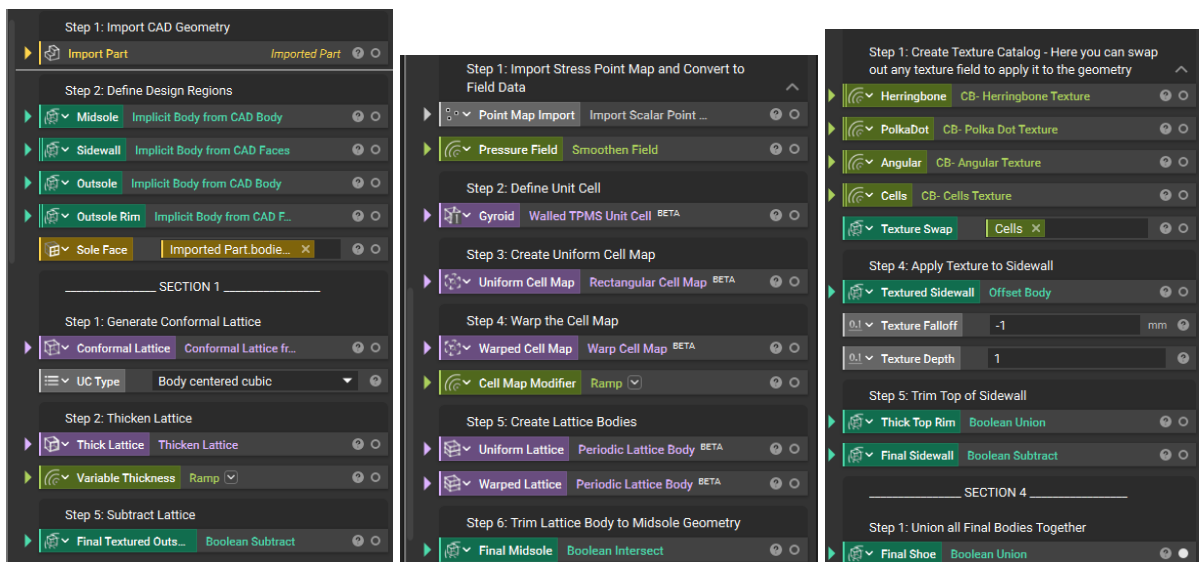 Step 1: Import CAD Geometry
Import Part Imported Part
Step 2: Define Design Regions
Midsole Implicit Body from CAD Body
Sidewall Implicit Body from CAD Faces
Outsole Implicit Body from CAD Body
Outsole Rim Implicit Body from CAD F...
Sole Face Imported Part.bodie...
________________ SECTION 1 _________________
Step 1: Generate Conformal Lattice
Conformal Lattice Conformal Lattice fr...
UC Type Body centered cubic
Step 2: Thicken Lattice
Thick Lattice Thicken Lattice
Variable Thickness Ramp
Step 5: Subtract Lattice
Final Textured Outs... Boolean Subtract
Step 1: Import Stress Point Map and Convert to
Field Data
Point Map Import Import Scalar Point ...
Pressure Field Smoothen Field
Step 2: Define Unit Cell
Gyroid Walled TPMS Unit Cell BETA
Step 3: Create Uniform Cell Map
Uniform Cell Map Rectangular Cell Map BETA
Step 4: Warp the Cell Map
Warped Cell Map Warp Cell Map BETA
Cell Map Modifier Ramp
Step 5: Create Lattice Bodies
Uniform Lattice Periodic Lattice Body BETA
Warped Lattice Periodic Lattice Body BETA
Step 6: Trim Lattice Body to Midsole Geometry
Final Midsole Boolean Intersect
Step 1: Create Texture Catalog - Here you can swap
out any texture field to apply it to the geometry
Herringbone CB- Herringbone Texture
PolkaDot CB- Polka Dot Texture
Angular CB- Angular Texture
Cells CB- Cells Texture
Texture Swap Cells
Step 4: Apply Texture to Sidewall
Textured Sidewall Offset Body
0.1 Texture Falloff -1 mm
0.1 Texture Depth 1
Step 5: Trim Top of Sidewall
Thick Top Rim Boolean Union
Final Sidewall Boolean Subtract
________________ SECTION 4 _________________
Step 1: Union all Final Bodies Together
Final Shoe Boolean Union